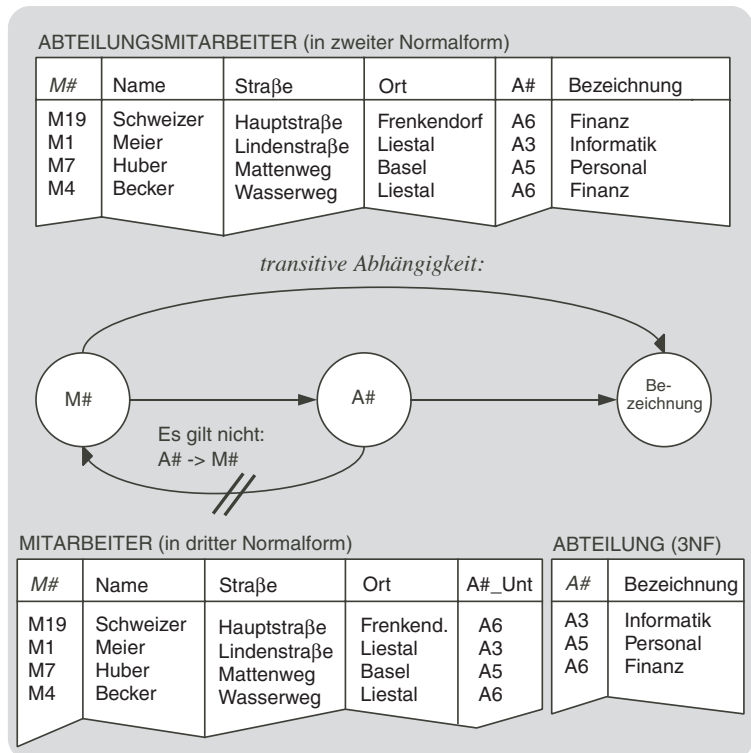 ABTEILUNGSMITARBEITER (in zweiter Normalform)
M# Name Straβe Ort A# Bezeichnung
M19 Schweizer Hauptstraβe Frenkendorf A6 Finanz
M1 Meier Lindenstraβe Liestal A3 Informatik
M7 Huber Mattenweg Basel A5 Personal
M4 Becker Wasserweg Liestal A6 Finanz
transitive Abhängigkeit:
M#
A#
Be-
zeichnung
Es gilt nicht:
A# -> M#
MITARBEITER (in dritter Normalform)
M# Name Straβe Ort A#_Unt
M19 Schweizer Hauptstraβe Frenkend. A6
M1 Meier Lindenstraβe Liestal A3
M7 Huber Mattenweg Basel A5
M4 Becker Wasserweg Liestal A6
ABTEILUNG (3NF)
A# Bezeichnung
A3 Informatik
A5 Personal
A6 Finanz